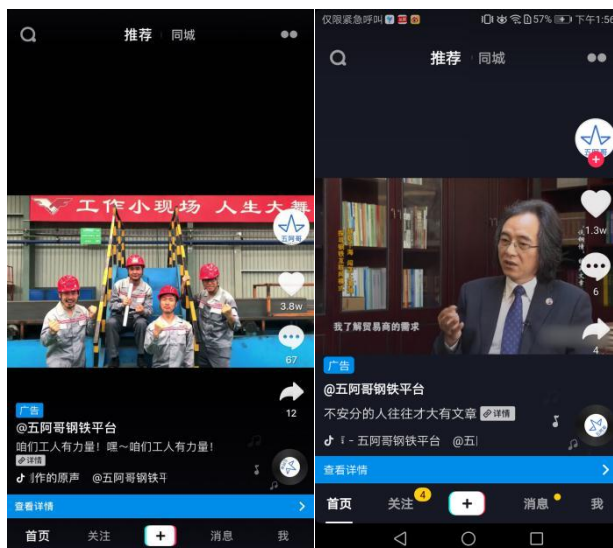 推荐 同城
工作小现场 人生大舞
五阿哥
3.8w
67
12
广告
@五阿哥钢铁平台
咱们工人有力量！嘿～咱们工人有力量！
详情
作的原声 @五阿哥钢铁平
查看详情
首页 关注 消息 我
仅限紧急呼叫 57% 下午1:56
推荐 同城
五阿哥
1.3w
6
4
我了解贸易商的需求
广告
@五阿哥钢铁平台
不安分的人往往才大有文章 详情
- 五阿哥钢铁平台 @五
查看详情
首页 关注 4 消息 我